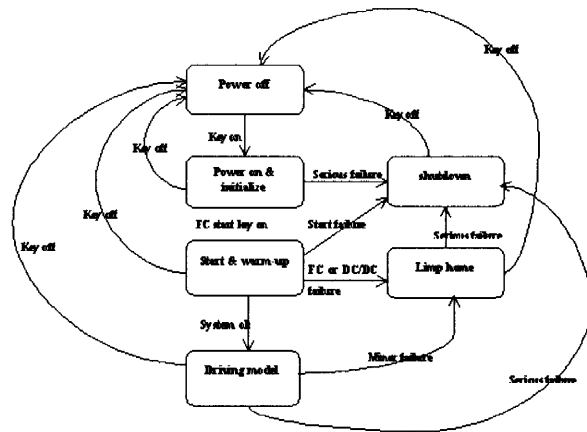 Key off
Power off
Key off
Key on
Key off
Power on &
initialize
Serious failure
shutdown
Key off
FC start key on
Start failure
Serious failure
Key off
Start & warm-up
FC or DC/DC
failure
Limp home
System ok
Driving model
Minor failure
Serious failure